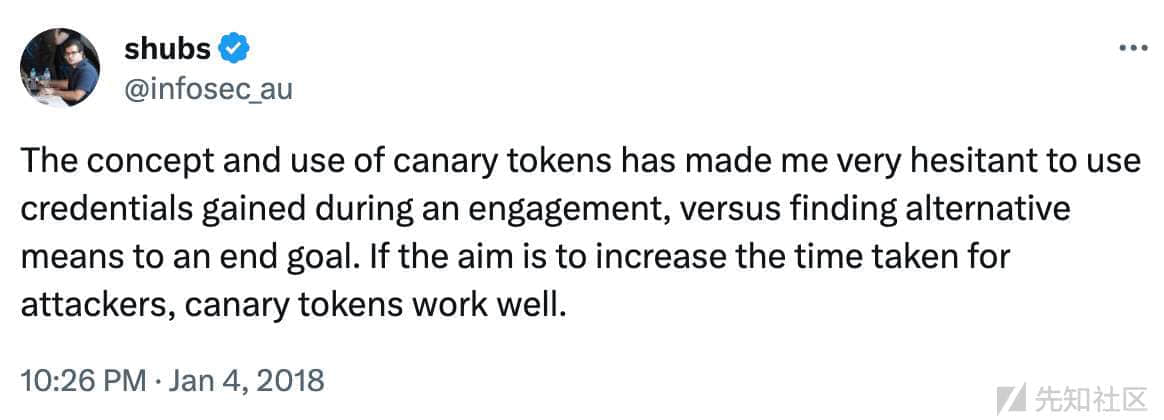 shubs
@infosec_au
The concept and use of canary tokens has made me very hesitant to use
credentials gained during an engagement, versus finding alternative
means to an end goal. If the aim is to increase the time taken for
attackers, canary tokens work well.
10:26 PM · Jan 4, 2018
先知社区